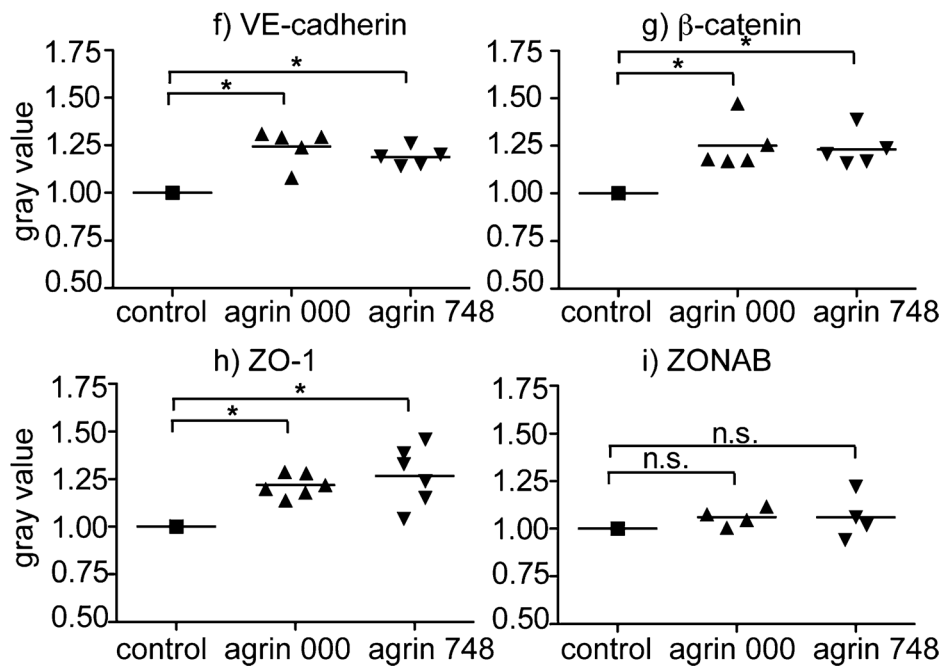 f) VE-cadherin
gray value
1.75
1.50
1.25
1.00
0.75
0.50
*
*
control agrin 000 agrin 748
g) β-catenin
1.75
1.50
1.25
1.00
0.75
0.50
*
*
control agrin 000 agrin 748
h) ZO-1
gray value
1.75
1.50
1.25
1.00
0.75
0.50
*
*
control agrin 000 agrin 748
i) ZONAB
1.75
1.50
1.25
1.00
0.75
0.50
n.s.
n.s.
control agrin 000 agrin 748